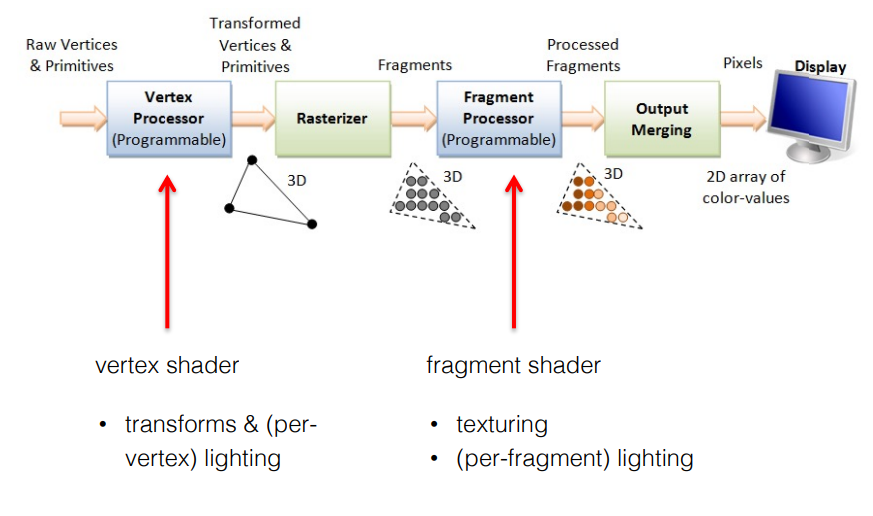 Raw Vertices
& Primitives
Transformed
Vertices &
Primitives
Fragments
Processed
Fragments
Pixels
Display
Vertex
Processor
(Programmable)
Rasterizer
Fragment
Processor
(Programmable)
Output
Merging
3D
3D
3D
2D array of
color-values
vertex shader
• transforms & (per-
vertex) lighting
fragment shader
• texturing
• (per-fragment) lighting